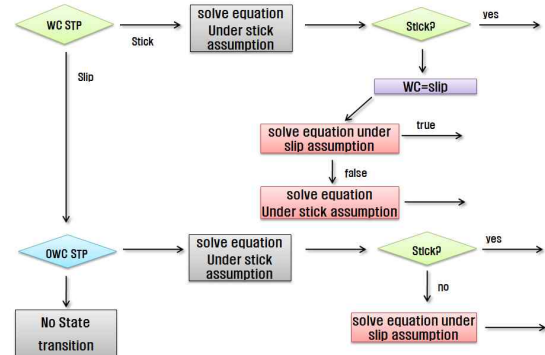 WC STP
Stick
solve equation
Under stick
assumption
Stick?
yes
Slip
WC=slip
solve equation under
slip assumption
true
false
solve equation
Under stick assumption
OWC STP
solve equation
Under stick
assumption
Stick?
yes
no
No State
transition
solve equation under
slip assumption